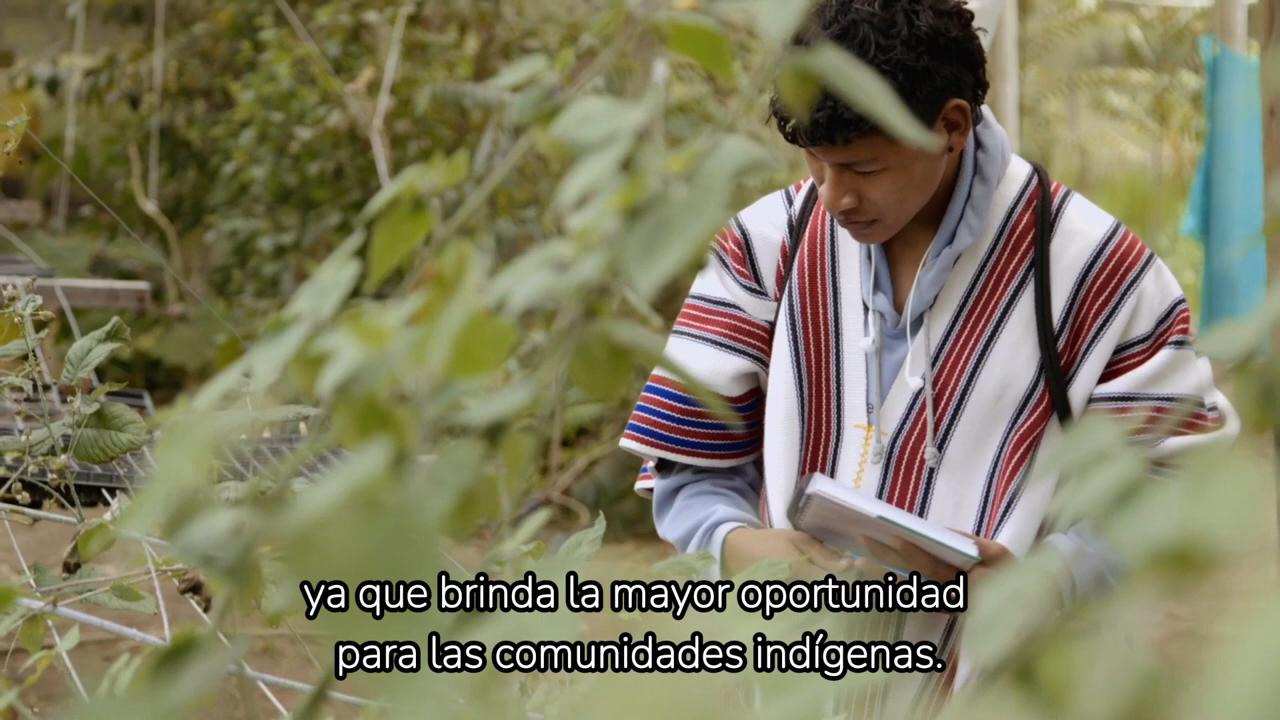 ya que brinda la mayor oportunidad
para las comunidades indígenas.